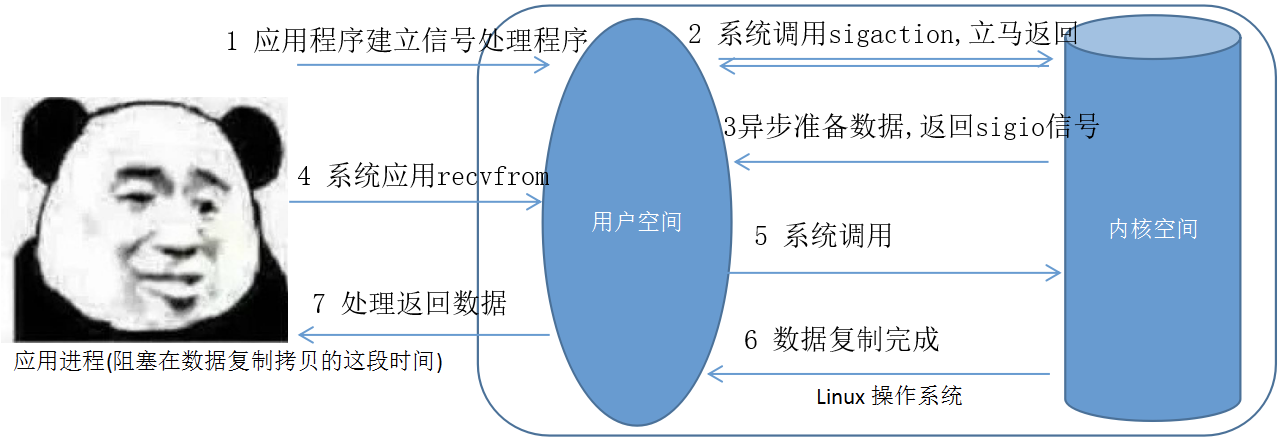 1 应用程序建立信号处理程序
2 系统调用sigaction,立马返回
3异步准备数据,返回sigio信号
4 系统应用recvfrom
用户空间
内核空间
5 系统调用
7 处理返回数据
6 数据复制完成
应用进程(阻塞在数据复制拷贝的这段时间)
Linux 操作系统